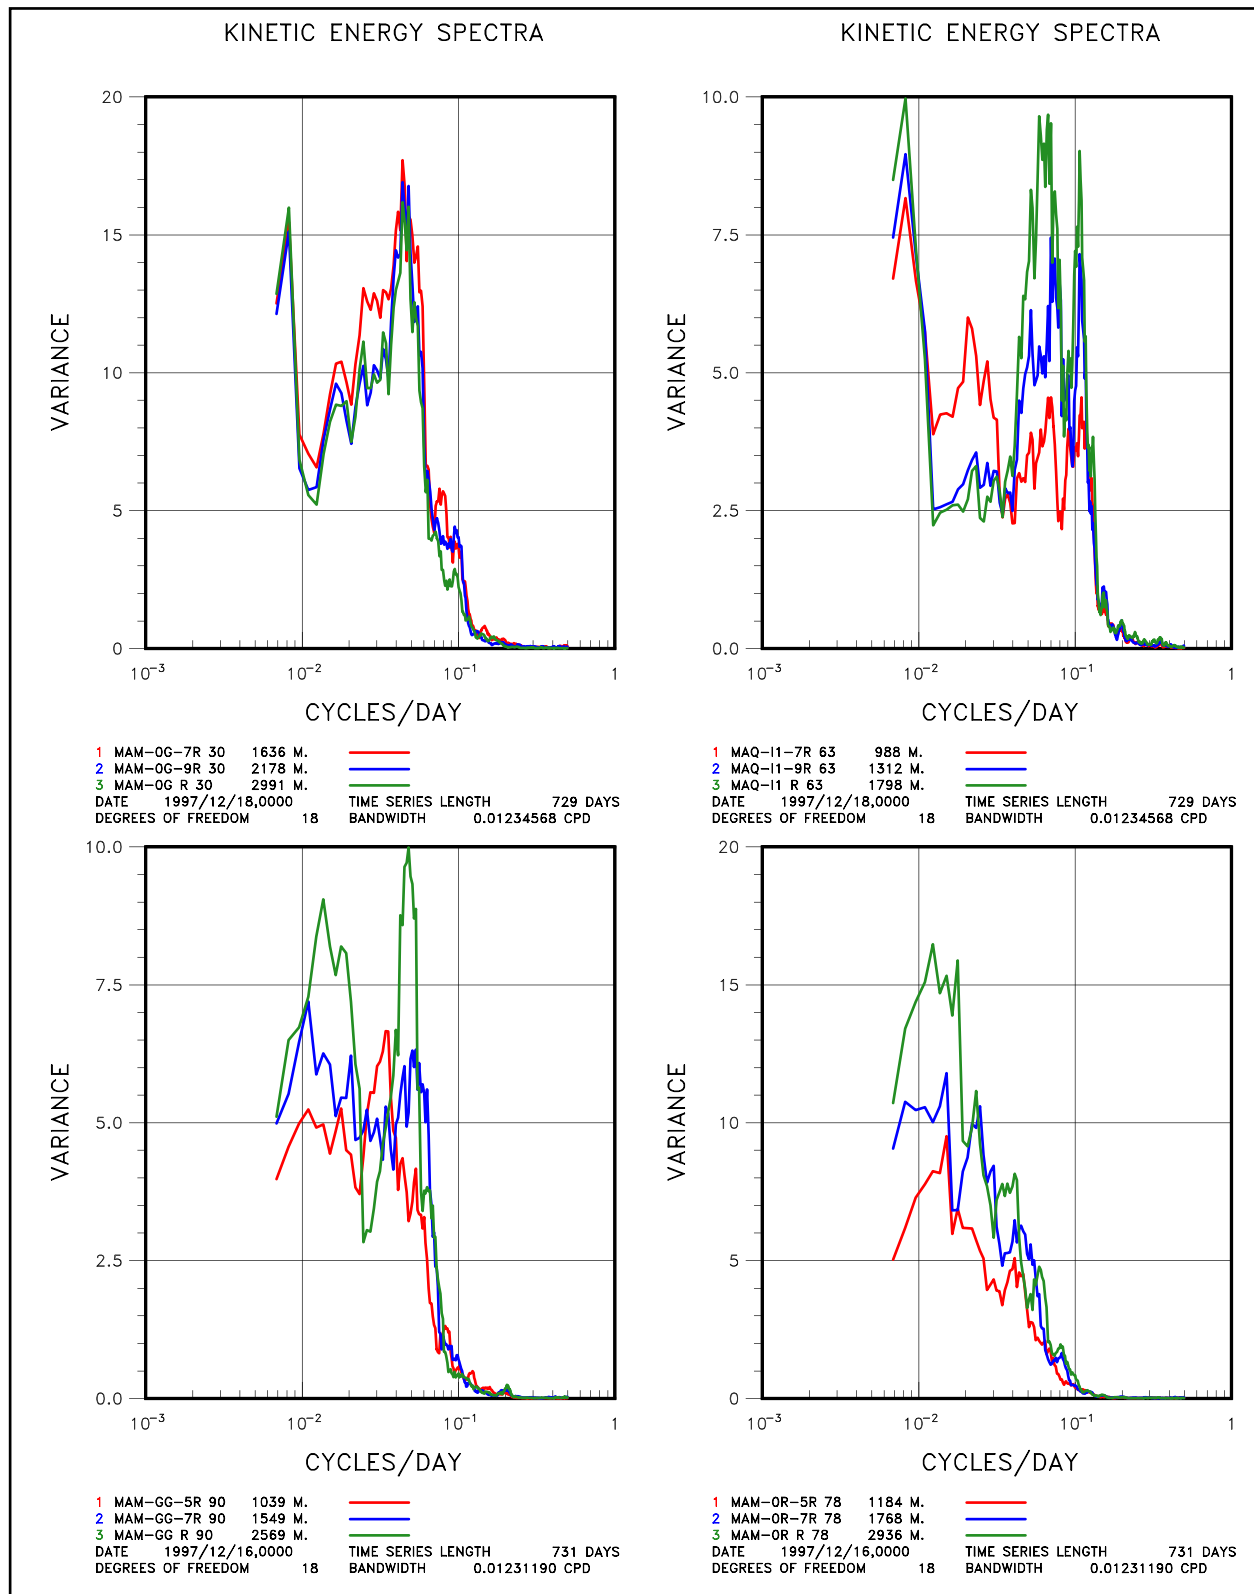 KINETIC ENERGY SPECTRA
20
15
10
5
0
VARIANCE
10-3 10-2 10-1 1
CYCLES/DAY
1 MAM-OG-7R 30 1636 M.
2 MAM-OG-9R 30 2178 M.
3 MAM-OG R 30 2991 M.
DATE 1997/12/18,0000 TIME SERIES LENGTH 729 DAYS
DEGREES OF FREEDOM 18 BANDWIDTH 0.01234568 CPD
KINETIC ENERGY SPECTRA
10.0
7.5
5.0
2.5
0.0
VARIANCE
10-3 10-2 10-1 1
CYCLES/DAY
1 MAQ-I1-7R 63 988 M.
2 MAQ-I1-9R 63 1312 M.
3 MAQ-I1 R 63 1798 M.
DATE 1997/12/18,0000 TIME SERIES LENGTH 729 DAYS
DEGREES OF FREEDOM 18 BANDWIDTH 0.01234568 CPD
10.0
7.5
5.0
2.5
0.0
VARIANCE
10-3 10-2 10-1 1
CYCLES/DAY
1 MAM-GG-5R 90 1039 M.
2 MAM-GG-7R 90 1549 M.
3 MAM-GG R 90 2569 M.
DATE 1997/12/16,0000 TIME SERIES LENGTH 731 DAYS
DEGREES OF FREEDOM 18 BANDWIDTH 0.01231190 CPD
20
15
10
5
0
VARIANCE
10-3 10-2 10-1 1
CYCLES/DAY
1 MAM-OR-5R 78 1184 M.
2 MAM-OR-7R 78 1768 M.
3 MAM-OR R 78 2936 M.
DATE 1997/12/16,0000 TIME SERIES LENGTH 731 DAYS
DEGREES OF FREEDOM 18 BANDWIDTH 0.01231190 CPD